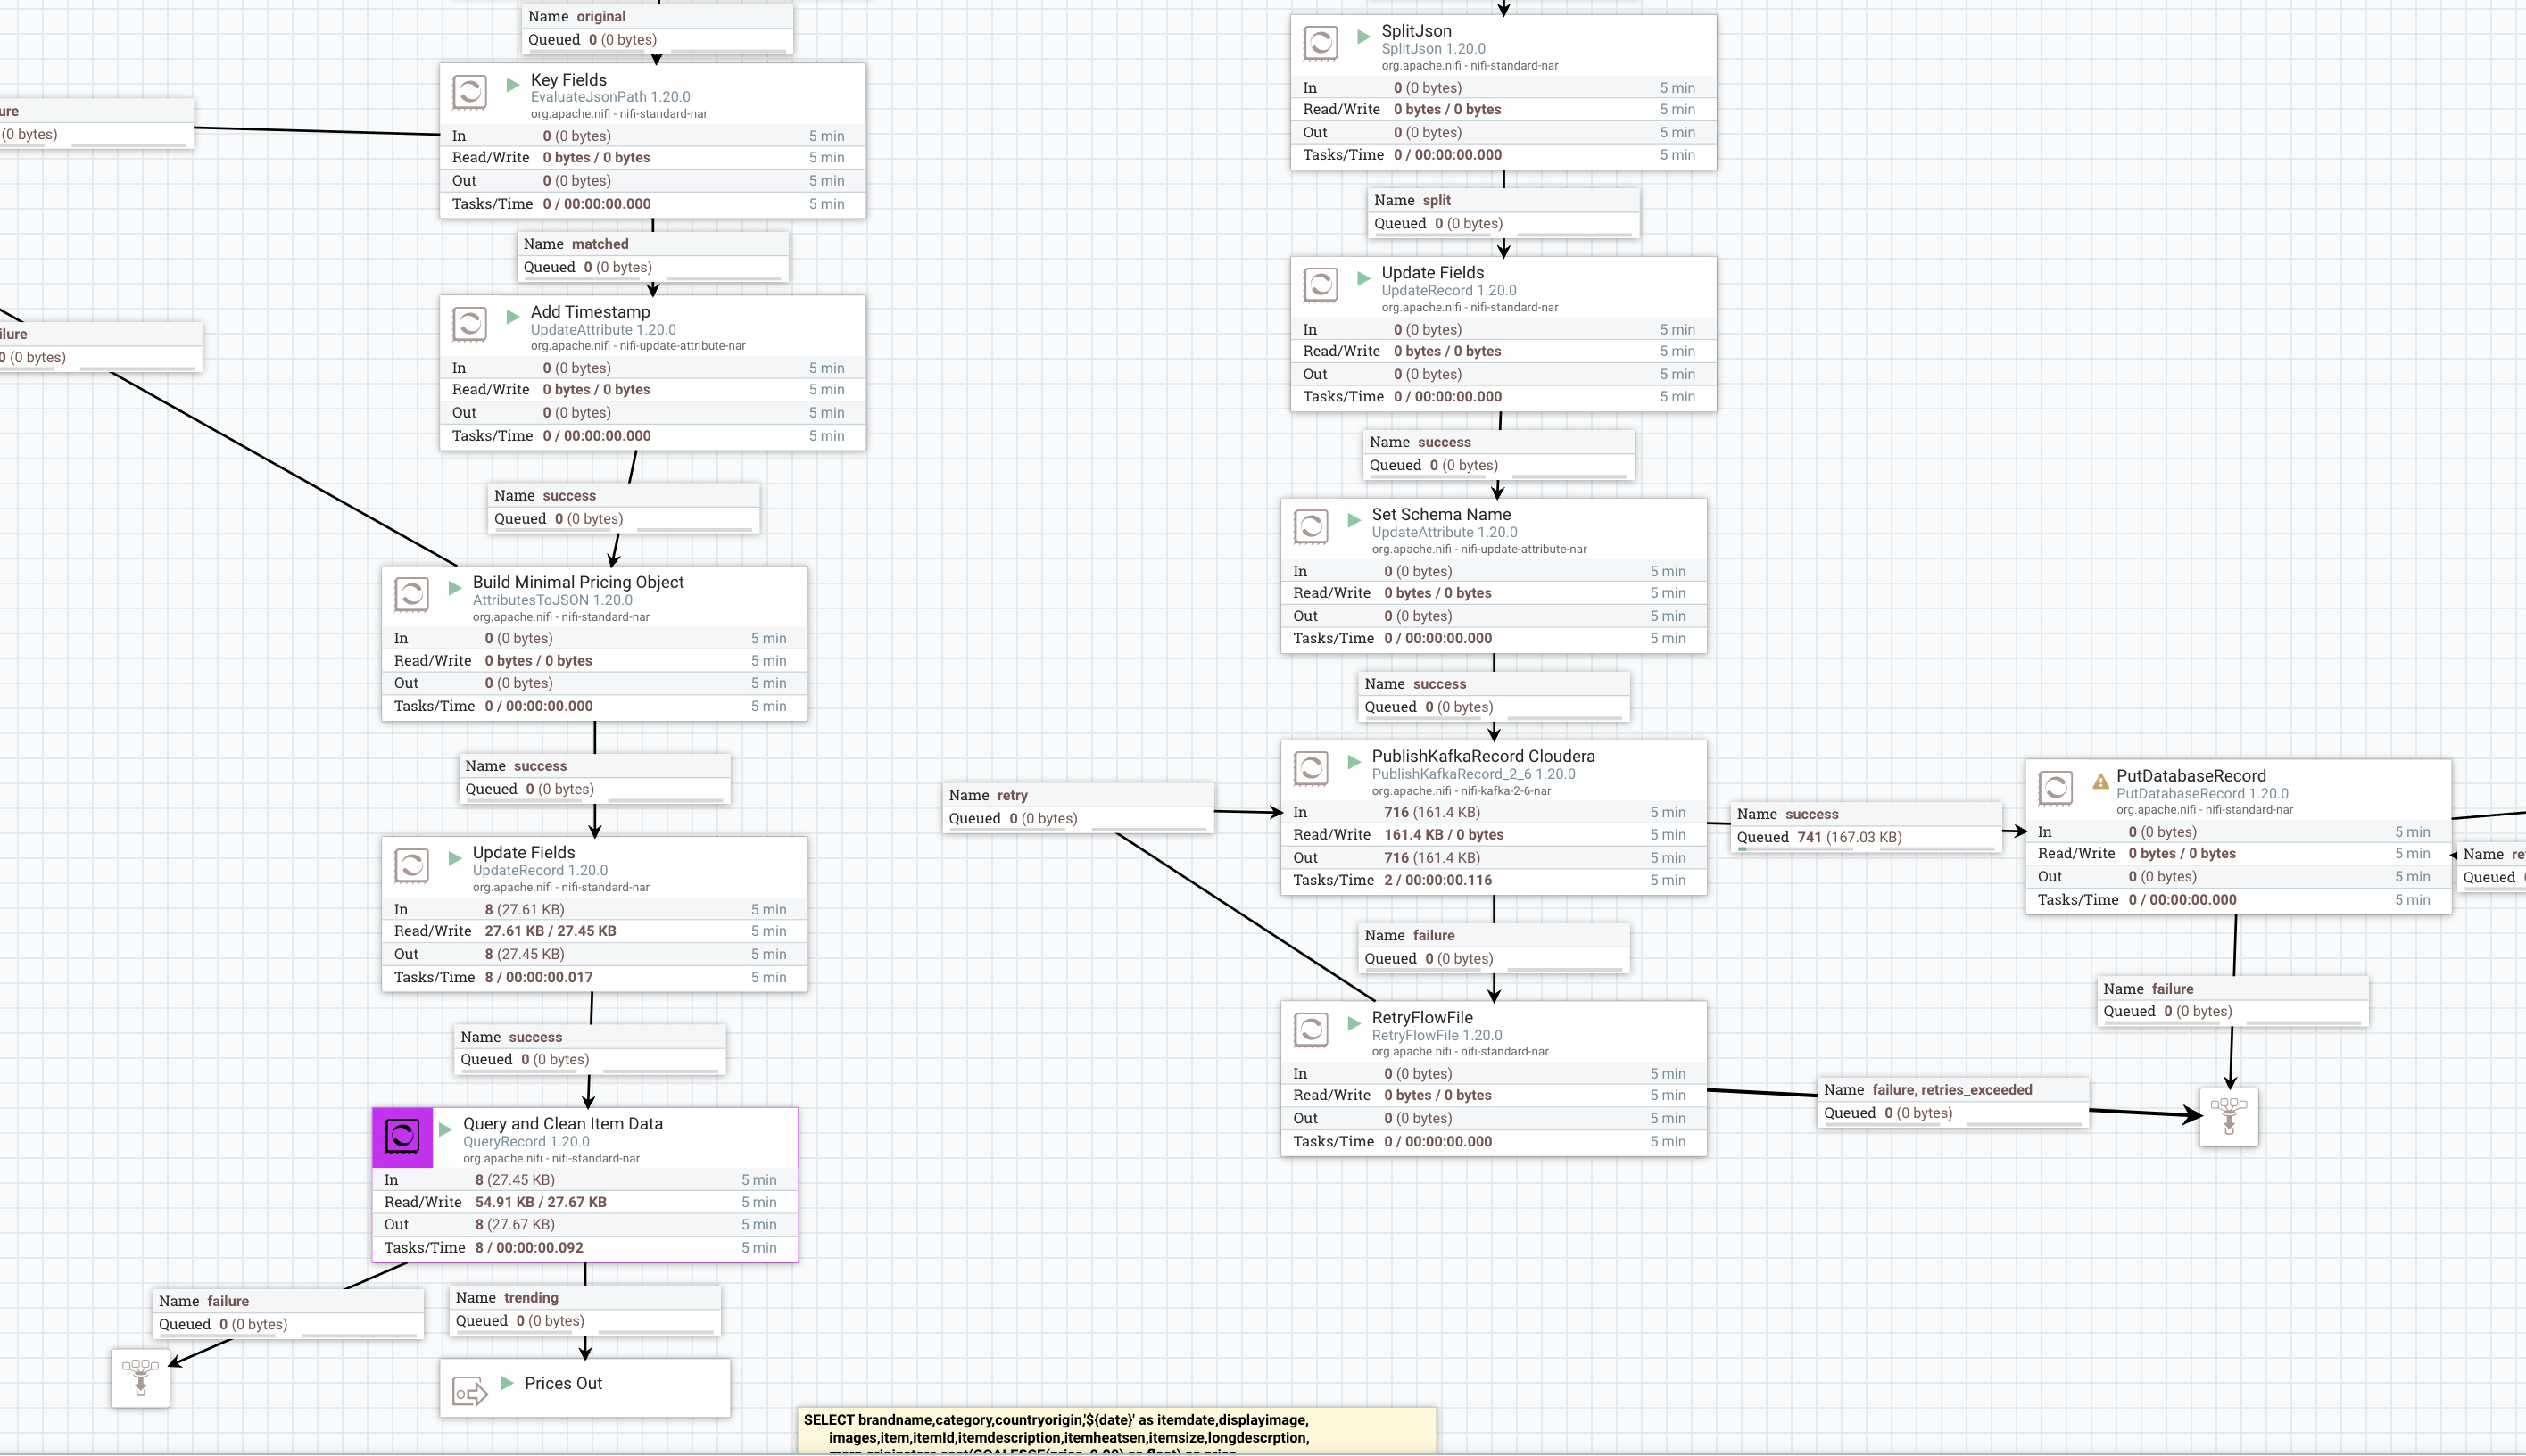 Name original
Queued 0 (0 bytes)
Key Fields
EvaluateJsonPath 1.20.0
org.apache.nifi - nifi-standard-nar
In 0 (0 bytes) 5 min
Read/Write 0 bytes / 0 bytes 5 min
Out 0 (0 bytes) 5 min
Tasks/Time 0 / 00:00:00.000 5 min
ure
(0 bytes)
Name matched
Queued 0 (0 bytes)
Add Timestamp
UpdateAttribute 1.20.0
org.apache.nifi - nifi-update-attribute-nar
In 0 (0 bytes) 5 min
Read/Write 0 bytes / 0 bytes 5 min
Out 0 (0 bytes) 5 min
Tasks/Time 0 / 00:00:00.000 5 min
ilure
0 (0 bytes)
Name success
Queued 0 (0 bytes)
Build Minimal Pricing Object
AttributesToJSON 1.20.0
org.apache.nifi - nifi-standard-nar
In 0 (0 bytes) 5 min
Read/Write 0 bytes / 0 bytes 5 min
Out 0 (0 bytes) 5 min
Tasks/Time 0 / 00:00:00.000 5 min
Name success
Queued 0 (0 bytes)
Update Fields
UpdateRecord 1.20.0
org.apache.nifi - nifi-standard-nar
In 8 (27.61 KB) 5 min
Read/Write 27.61 KB / 27.45 KB 5 min
Out 8 (27.45 KB) 5 min
Tasks/Time 8 / 00:00:00.017 5 min
Name success
Queued 0 (0 bytes)
Query and Clean Item Data
QueryRecord 1.20.0
org.apache.nifi - nifi-standard-nar
In 8 (27.45 KB) 5 min
Read/Write 54.91 KB / 27.67 KB 5 min
Out 8 (27.67 KB) 5 min
Tasks/Time 8 / 00:00:00.092 5 min
Name failure
Queued 0 (0 bytes)
Name trending
Queued 0 (0 bytes)
Prices Out
SplitJson
SplitJson 1.20.0
org.apache.nifi - nifi-standard-nar
In 0 (0 bytes) 5 min
Read/Write 0 bytes / 0 bytes 5 min
Out 0 (0 bytes) 5 min
Tasks/Time 0 / 00:00:00.000 5 min
Name split
Queued 0 (0 bytes)
Update Fields
UpdateRecord 1.20.0
org.apache.nifi - nifi-standard-nar
In 0 (0 bytes) 5 min
Read/Write 0 bytes / 0 bytes 5 min
Out 0 (0 bytes) 5 min
Tasks/Time 0 / 00:00:00.000 5 min
Name success
Queued 0 (0 bytes)
Set Schema Name
UpdateAttribute 1.20.0
org.apache.nifi - nifi-update-attribute-nar
In 0 (0 bytes) 5 min
Read/Write 0 bytes / 0 bytes 5 min
Out 0 (0 bytes) 5 min
Tasks/Time 0 / 00:00:00.000 5 min
Name success
Queued 0 (0 bytes)
Name retry
Queued 0 (0 bytes)
PublishKafkaRecord Cloudera
PublishKafkaRecord_2_6 1.20.0
org.apache.nifi - nifi-kafka-2-6-nar
In 716 (161.4 KB) 5 min
Read/Write 161.4 KB / 0 bytes 5 min
Out 716 (161.4 KB) 5 min
Tasks/Time 2 / 00:00:00.116 5 min
Name success
Queued 741 (167.03 KB)
PutDatabaseRecord
PutDatabaseRecord 1.20.0
org.apache.nifi - nifi-standard-nar
In 0 (0 bytes) 5 min
Read/Write 0 bytes / 0 bytes 5 min
Out 0 (0 bytes) 5 min
Tasks/Time 0 / 00:00:00.000 5 min
Name re
Queued
Name failure
Queued 0 (0 bytes)
Name failure
Queued 0 (0 bytes)
RetryFlowFile
RetryFlowFile 1.20.0
org.apache.nifi - nifi-standard-nar
In 0 (0 bytes) 5 min
Read/Write 0 bytes / 0 bytes 5 min
Out 0 (0 bytes) 5 min
Tasks/Time 0 / 00:00:00.000 5 min
Name failure, retries_exceeded
Queued 0 (0 bytes)
SELECT brandname,category,countryorigin,'${date}' as itemdate,displayimage,
images,item,itemId,itemdescription,itemheatsen,itemsize,longdescrption,